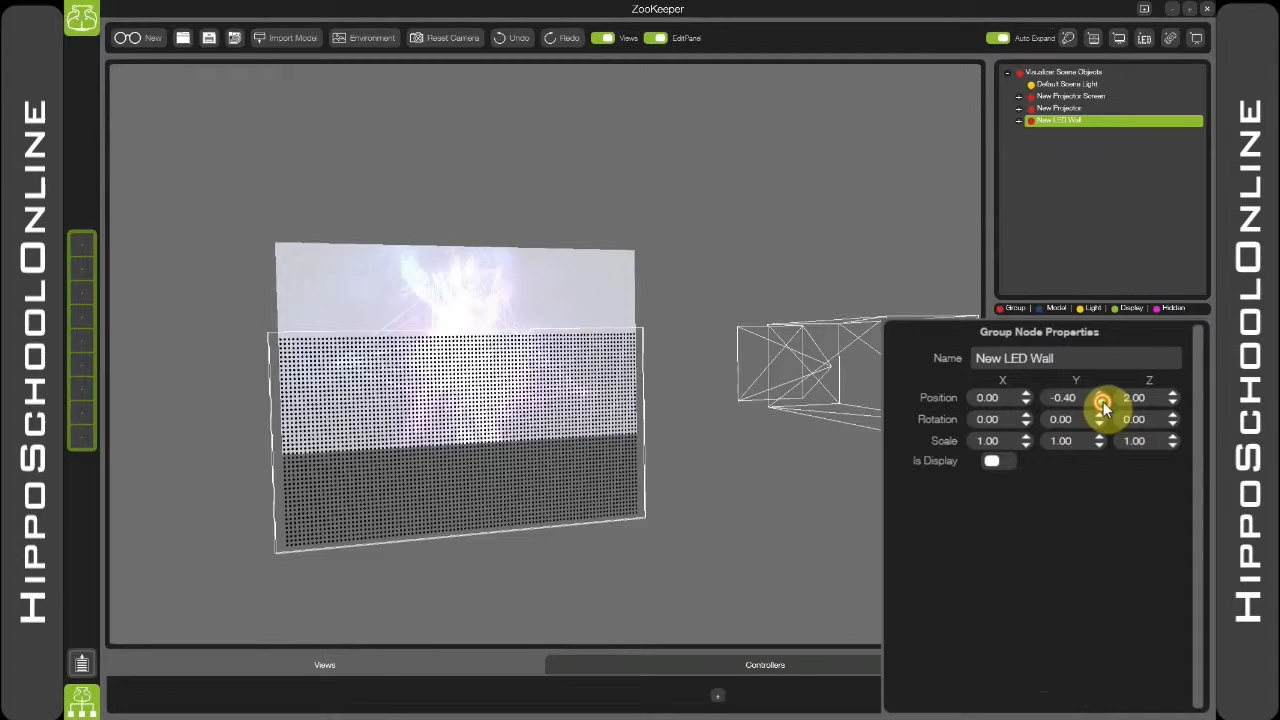 ZooKeeper
New
Import Model
Environment
Reset Camera
Undo
Redo
Views
EditPanel
Auto Expand
LED
Visualizer Scene Objects
Default Scene Light
New Projector Screen
New Projector
New LED Wall
Group Model Light Display Hidden
Group Node Properties
Name New LED Wall
X Y Z
Position 0.00 -0.40 2.00
Rotation 0.00 0.00 0.00
Scale 1.00 1.00 1.00
Is Display
Views
Controllers
+
HIPPOSCHOOLONLINE
HIPPOSCHOOLONLINE